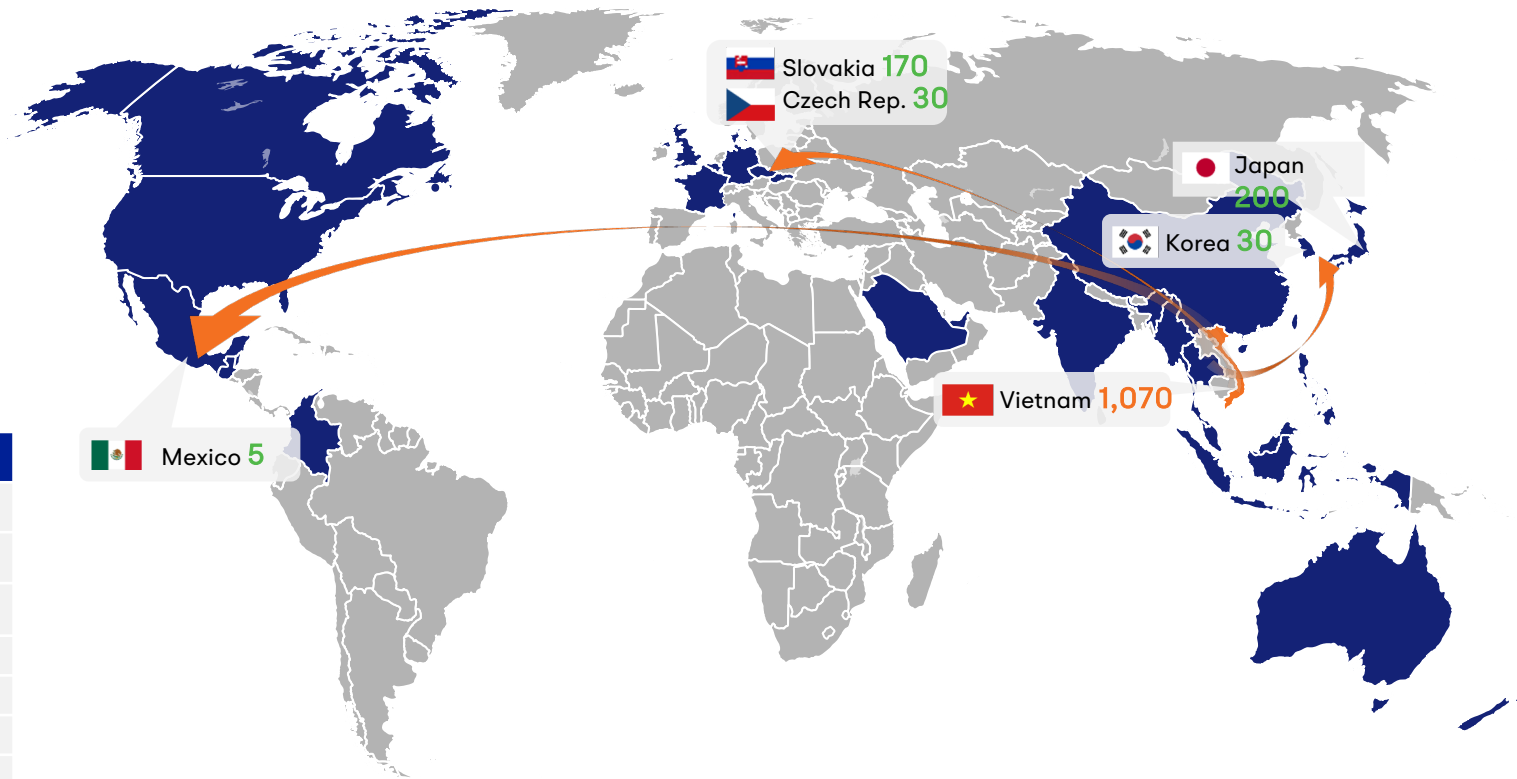 Slovakia 170
Czech Rep. 30
Japan
200
Korea 30
Vietnam 1,070
Mexico 5